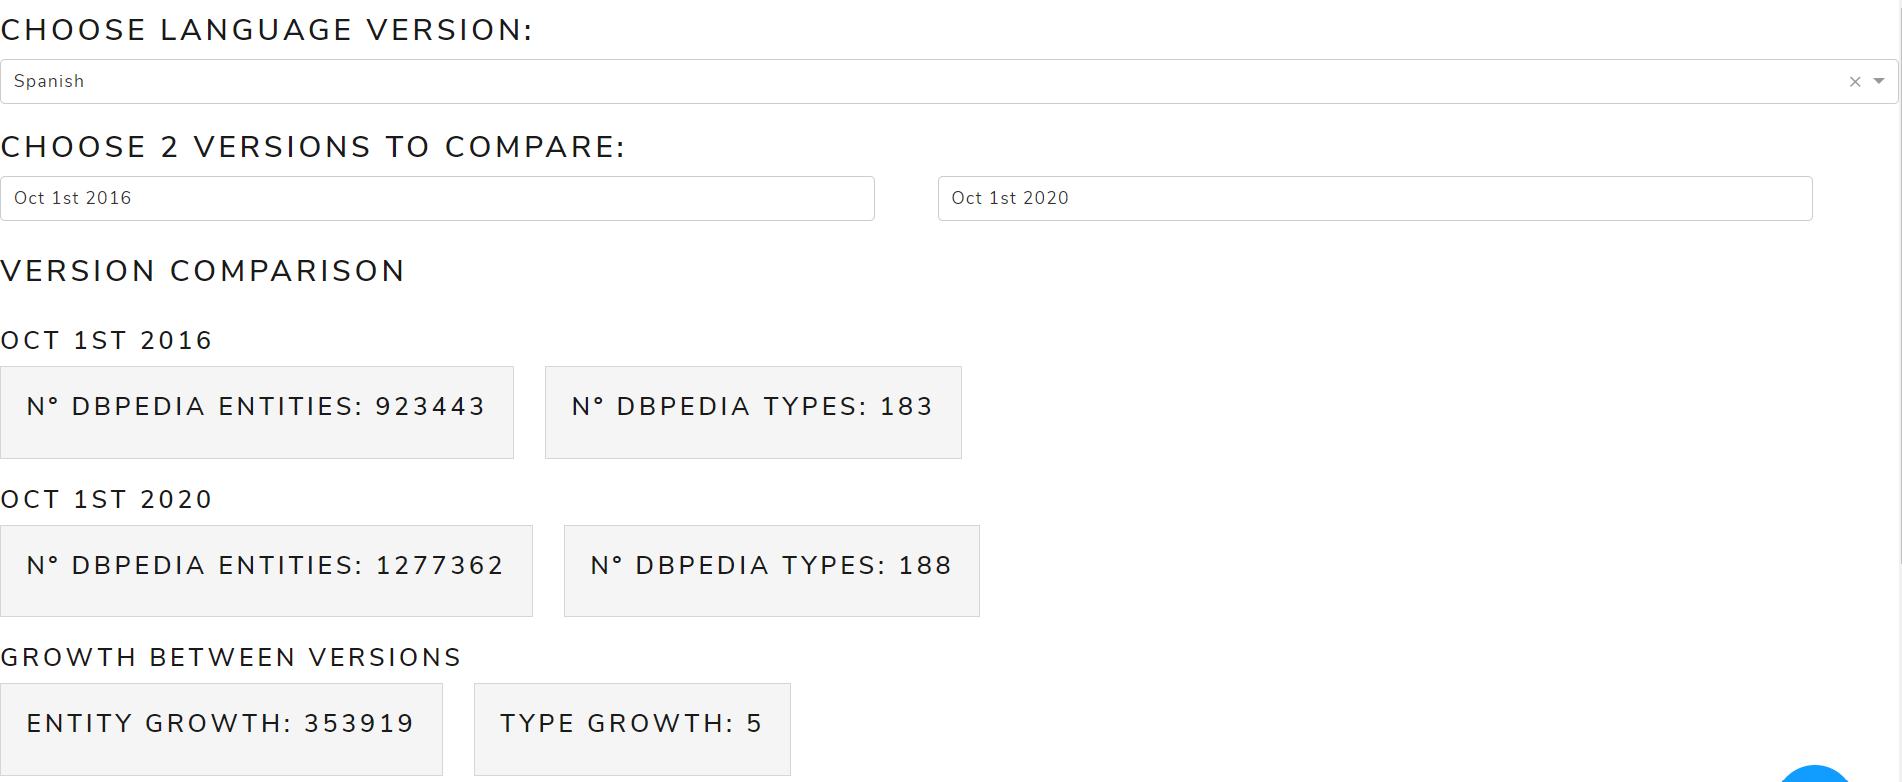 CHOOSE LANGUAGE VERSION:
Spanish
CHOOSE 2 VERSIONS TO COMPARE:
Oct 1st 2016
Oct 1st 2020
VERSION COMPARISON
OCT 1ST 2016
N° DBPEDIA ENTITIES: 923443
N° DBPEDIA TYPES: 183
OCT 1ST 2020
N° DBPEDIA ENTITIES: 1277362
N° DBPEDIA TYPES: 188
GROWTH BETWEEN VERSIONS
ENTITY GROWTH: 353919
TYPE GROWTH: 5